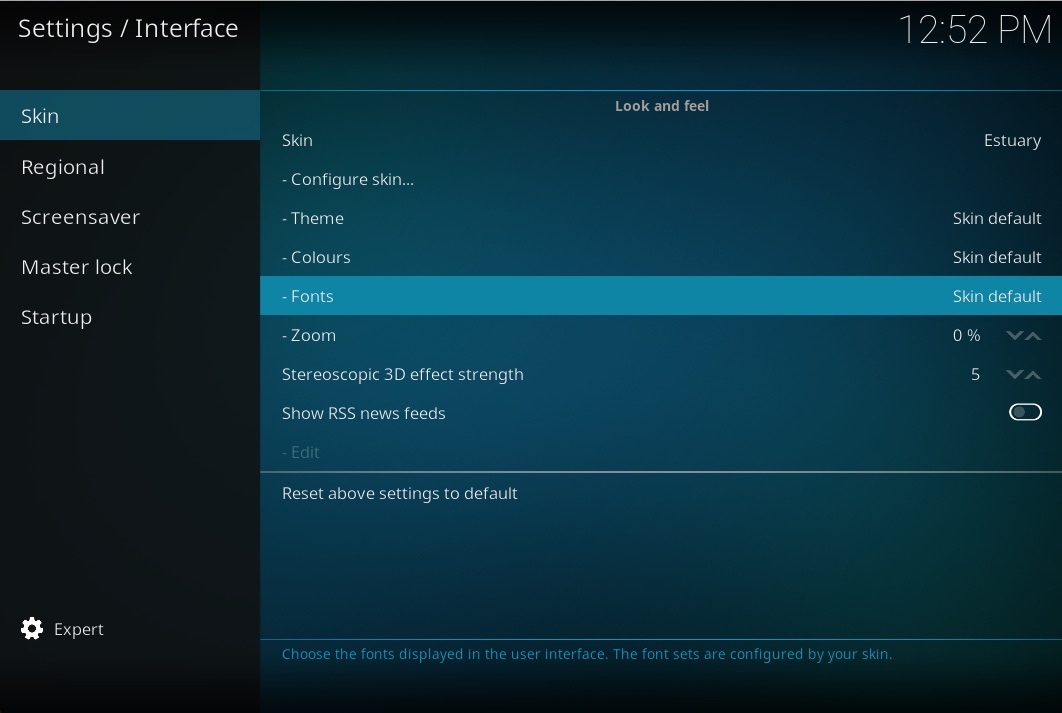 Settings / Interface
12:52 PM
Skin
Regional
Screensaver
Master lock
Startup
Expert
Look and feel
Skin Estuary
- Configure skin...
- Theme Skin default
- Colours Skin default
- Fonts Skin default
- Zoom 0 %
Stereoscopic 3D effect strength 5
Show RSS news feeds
- Edit
Reset above settings to default
Choose the fonts displayed in the user interface. The font sets are configured by your skin.